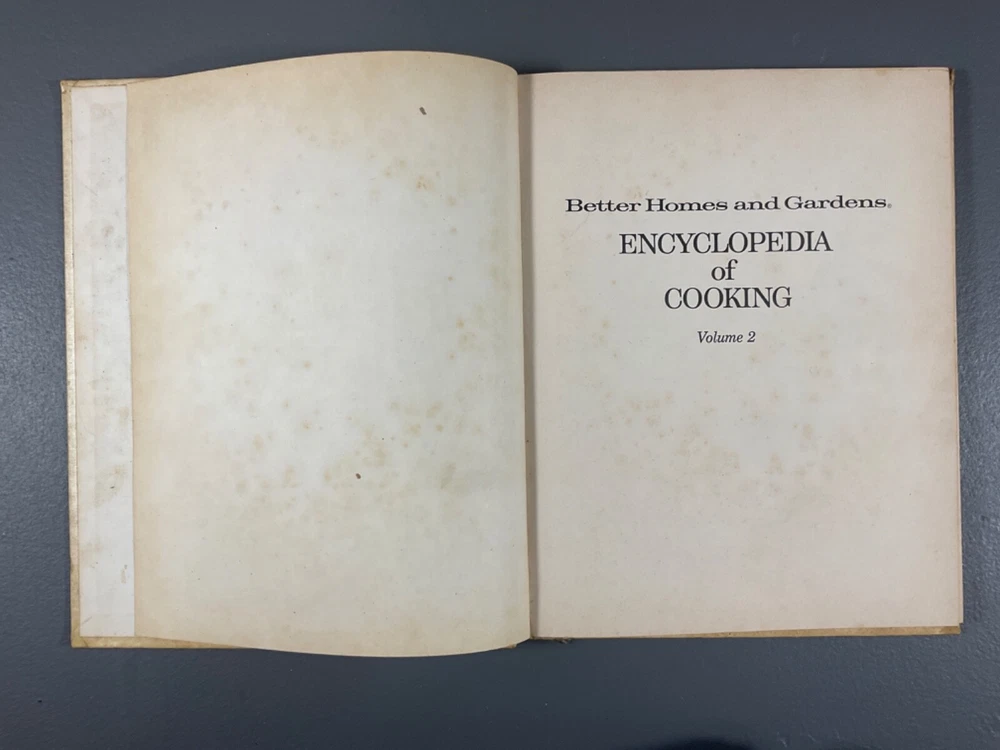 Better Homes and Gardens®
ENCYCLOPEDIA
of
COOKING
Volume 2